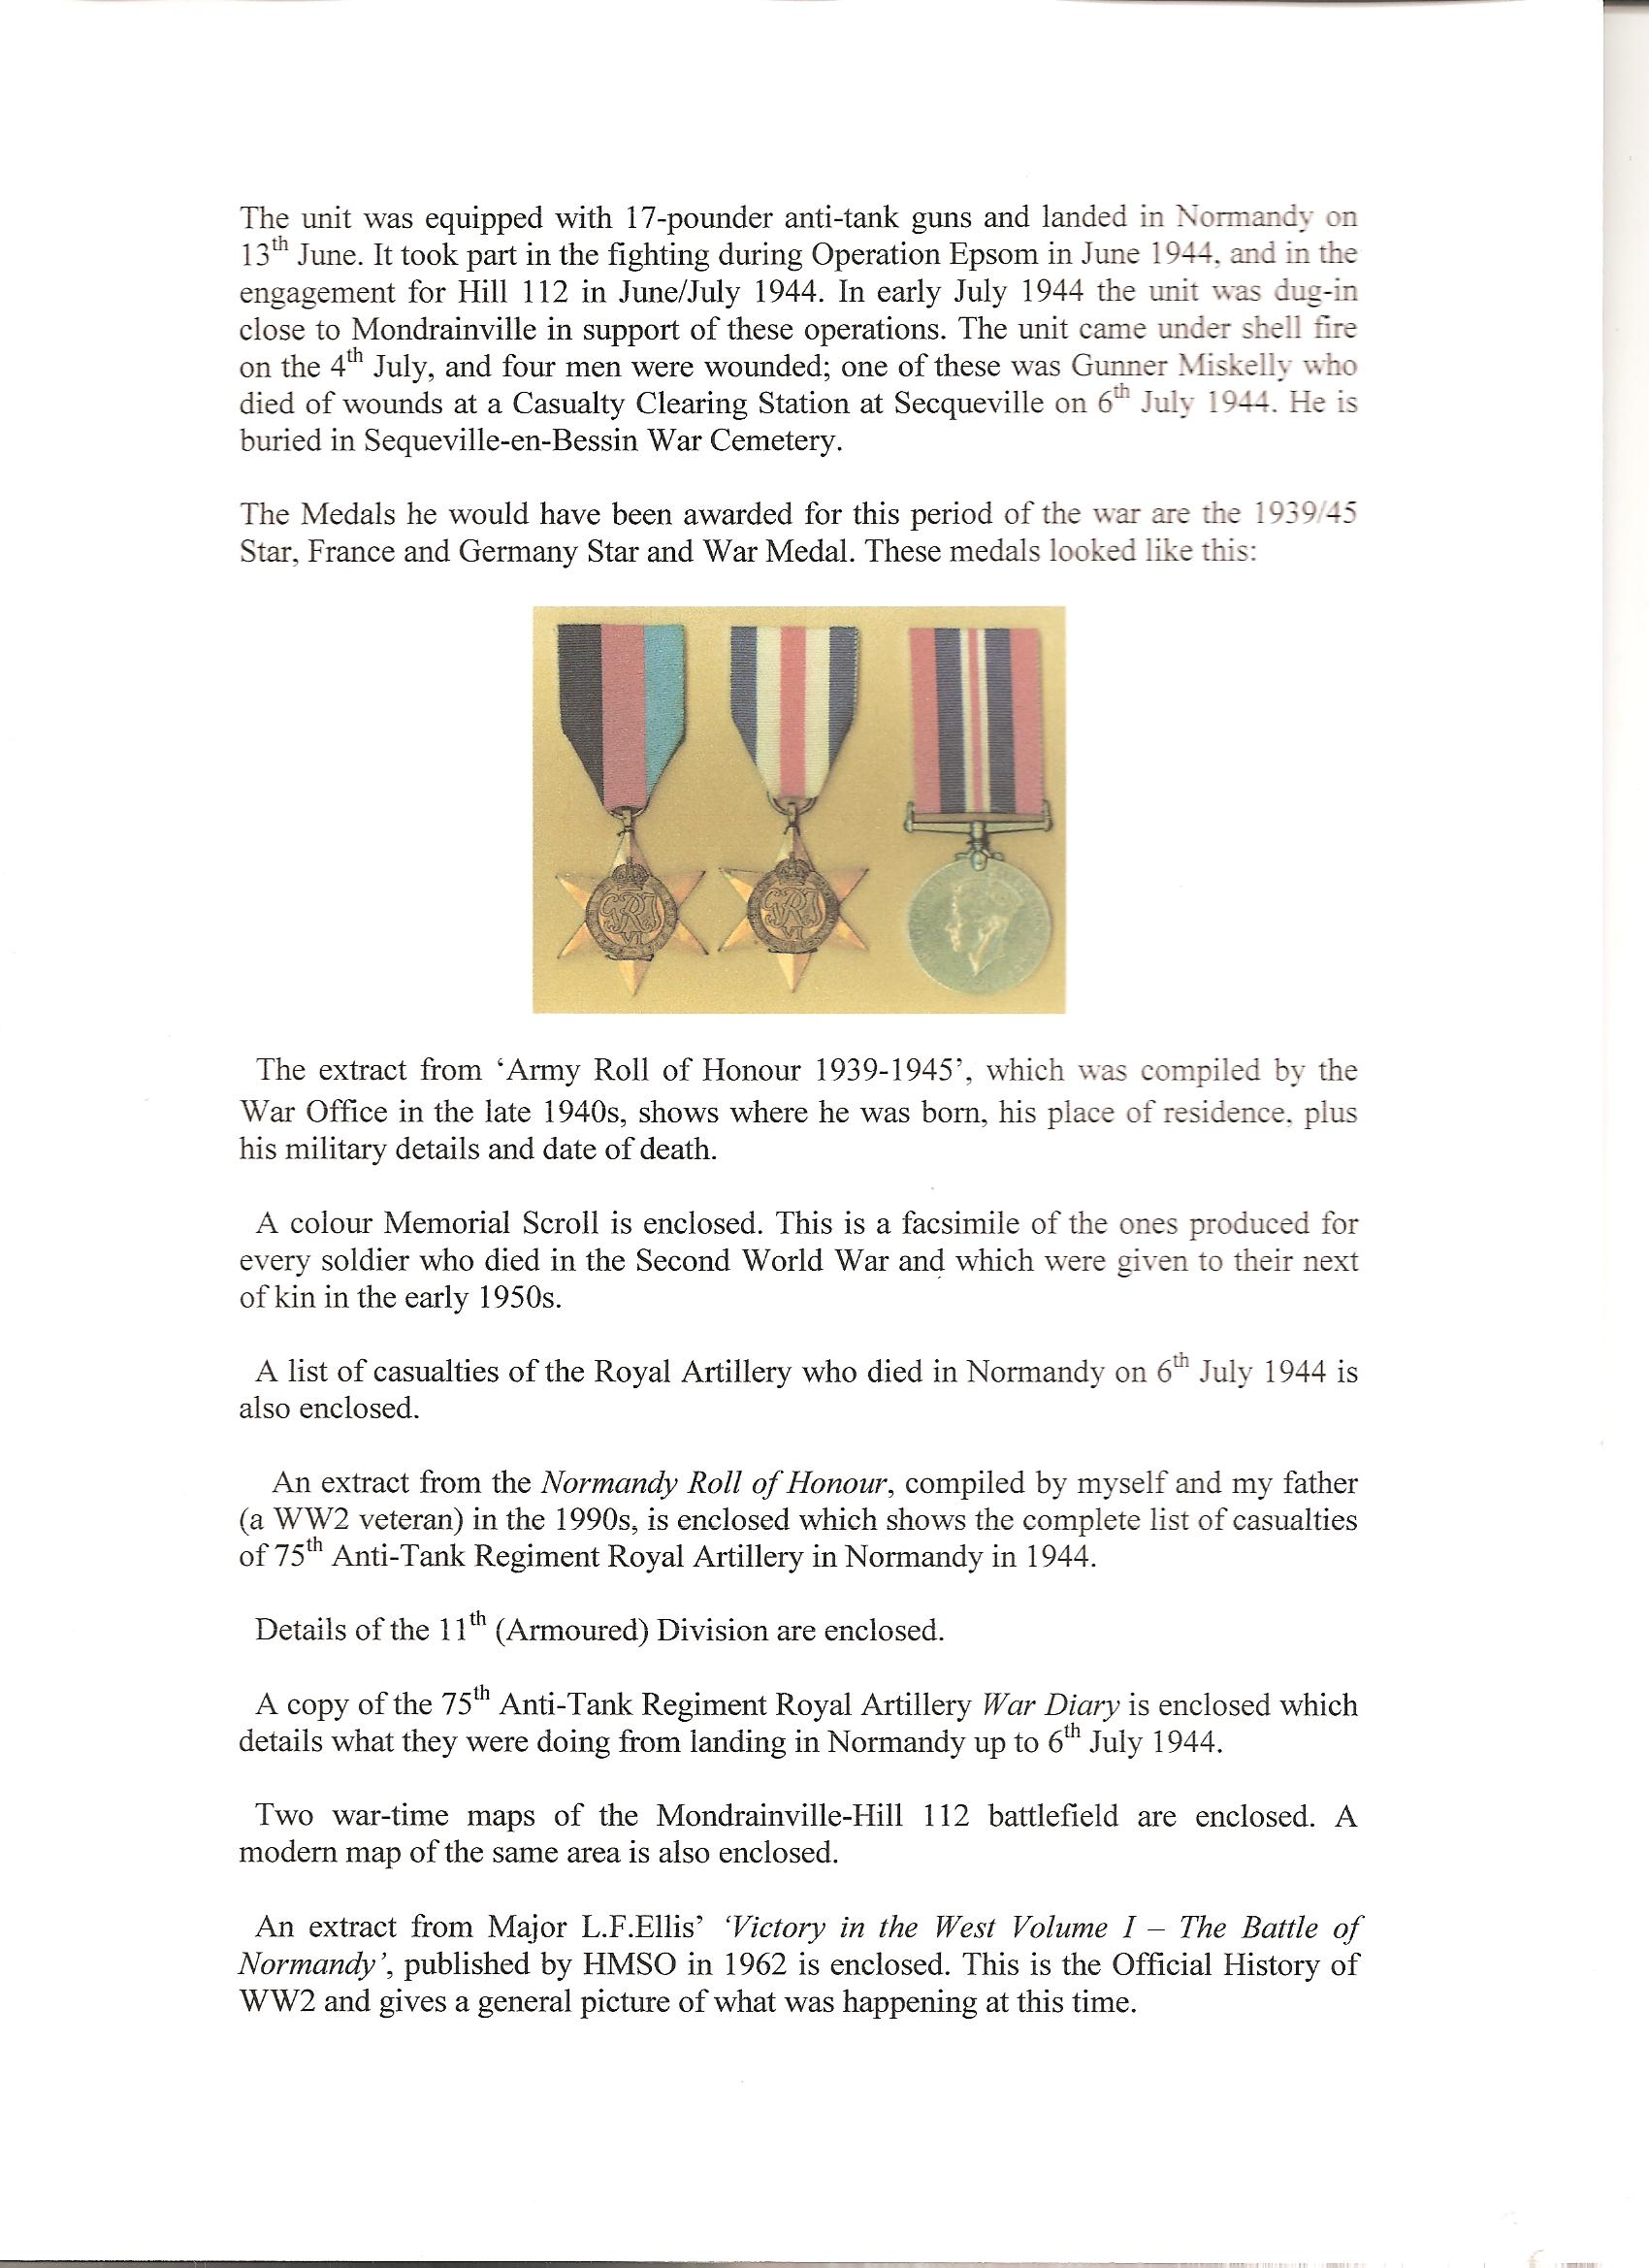 The unit was equipped with 17-pounder anti-tank guns and landed in Normandy on
13th June. It took part in the fighting during Operation Epsom in June 1944, and in the
engagement for Hill 112 in June/July 1944. In early July 1944 the unit was dug-in
close to Mondrainville in support of these operations. The unit came under shell fire
on the 4th July, and four men were wounded; one of these was Gunner Miskelly who
died of wounds at a Casualty Clearing Station at Secqueville on 6th July 1944. He is
buried in Sequeville-en-Bessin War Cemetery.
The Medals he would have been awarded for this period of the war are the 1939/45
Star, France and Germany Star and War Medal. These medals looked like this:
GRI
VI
GRI
VI
The extract from ‘Army Roll of Honour 1939-1945’, which was compiled by the
War Office in the late 1940s, shows where he was born, his place of residence, plus
his military details and date of death.
A colour Memorial Scroll is enclosed. This is a facsimile of the ones produced for
every soldier who died in the Second World War and which were given to their next
of kin in the early 1950s.
A list of casualties of the Royal Artillery who died in Normandy on 6th July 1944 is
also enclosed.
An extract from the Normandy Roll of Honour, compiled by myself and my father
(a WW2 veteran) in the 1990s, is enclosed which shows the complete list of casualties
of 75th Anti-Tank Regiment Royal Artillery in Normandy in 1944.
Details of the 11th (Armoured) Division are enclosed.
A copy of the 75th Anti-Tank Regiment Royal Artillery War Diary is enclosed which
details what they were doing from landing in Normandy up to 6th July 1944.
Two war-time maps of the Mondrainville-Hill 112 battlefield are enclosed. A
modern map of the same area is also enclosed.
An extract from Major L.F.Ellis’ ‘Victory in the West Volume I – The Battle of
Normandy’, published by HMSO in 1962 is enclosed. This is the Official History of
WW2 and gives a general picture of what was happening at this time.